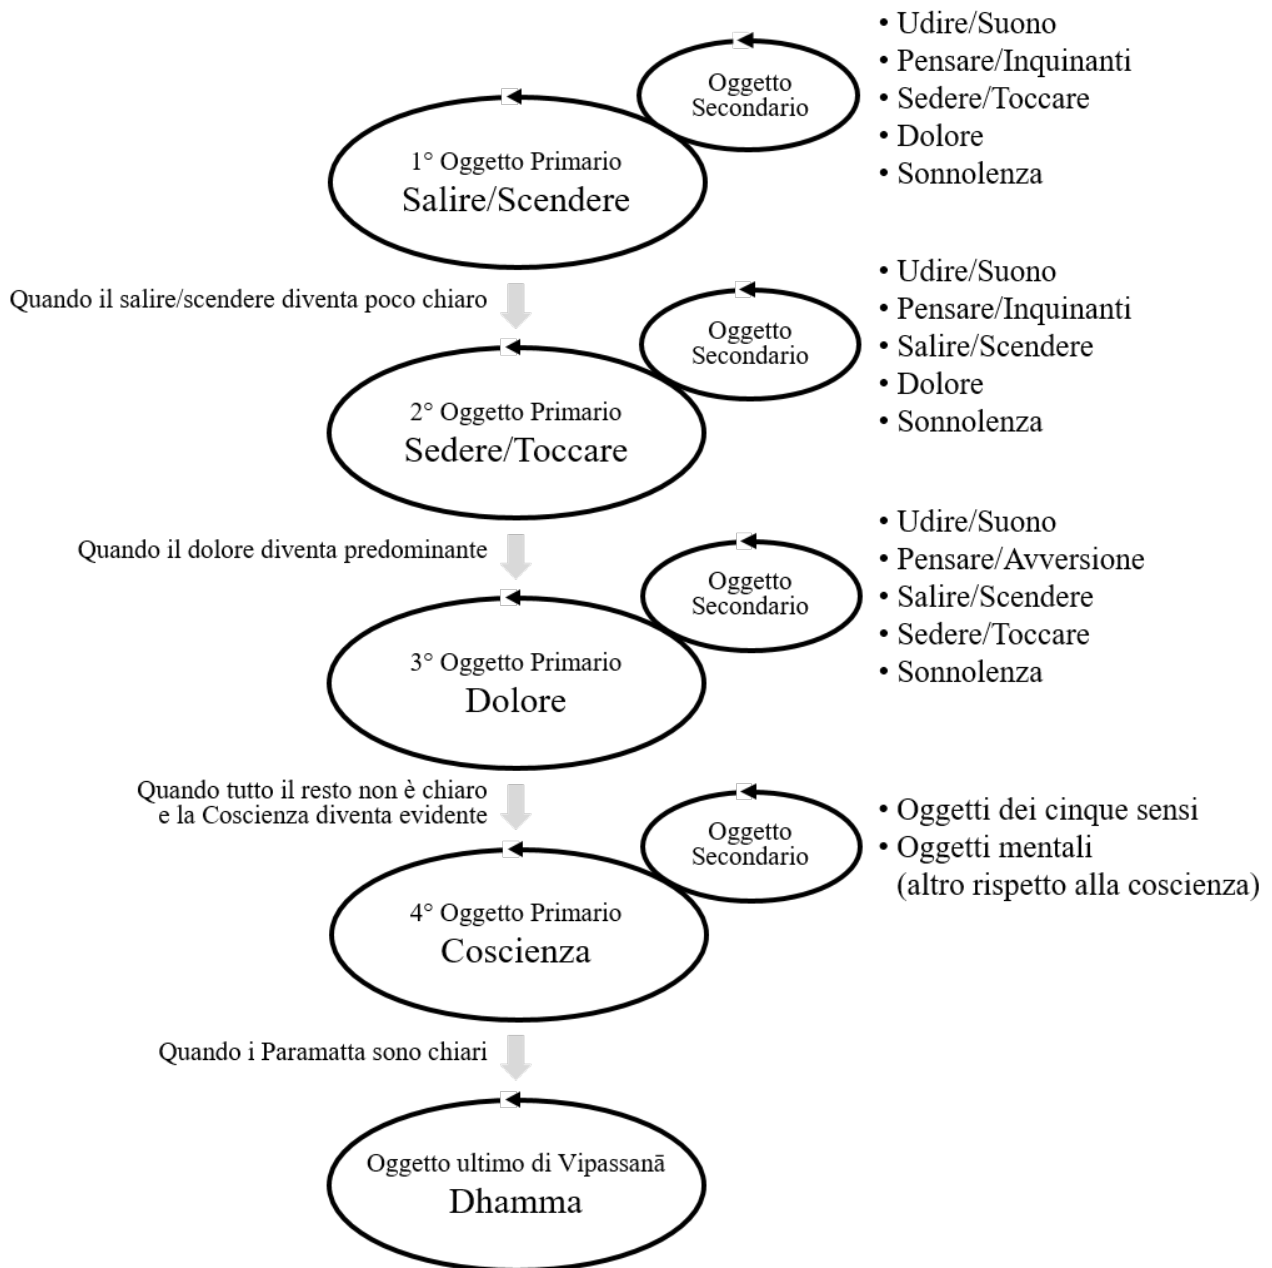 1° Oggetto Primario
Salire/Scendere
Oggetto
Secondario
• Udire/Suono
• Pensare/Inquinanti
• Sedere/Toccare
• Dolore
• Sonnolenza
Quando il salire/scendere diventa poco chiaro
2° Oggetto Primario
Sedere/Toccare
Oggetto
Secondario
• Udire/Suono
• Pensare/Inquinanti
• Salire/Scendere
• Dolore
• Sonnolenza
Quando il dolore diventa predominante
3° Oggetto Primario
Dolore
Oggetto
Secondario
• Udire/Suono
• Pensare/Avversione
• Salire/Scendere
• Sedere/Toccare
• Sonnolenza
Quando tutto il resto non è chiaro
e la Coscienza diventa evidente
4° Oggetto Primario
Coscienza
Oggetto
Secondario
• Oggetti dei cinque sensi
• Oggetti mentali
(altro rispetto alla coscienza)
Quando i Paramatta sono chiari
Oggetto ultimo di Vipassanā
Dhamma